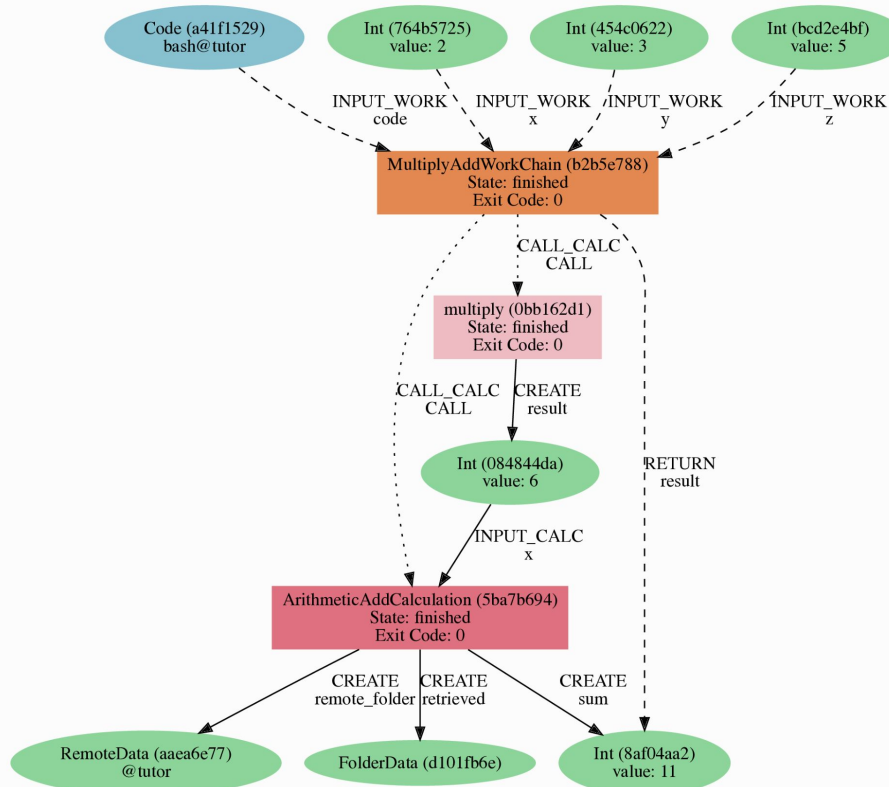 Code (a41f1529)
bash@tutor
Int (764b5725)
value: 2
Int (454c0622)
value: 3
Int (bcd2e4bf)
value: 5
INPUT_WORK
code
INPUT_WORK
x
INPUT_WORK
y
INPUT_WORK
z
MultiplyAddWorkChain (b2b5e788)
State: finished
Exit Code: 0
CALL_CALC
CALL
multiply (0bb162d1)
State: finished
Exit Code: 0
CALL_CALC
CALL
CREATE
result
Int (084844da)
value: 6
RETURN
result
INPUT_CALC
x
ArithmeticAddCalculation (5ba7b694)
State: finished
Exit Code: 0
CREATE
remote_folder
CREATE
retrieved
CREATE
sum
RemoteData (aaea6e77)
@tutor
FolderData (d101fb6e)
Int (8af04aa2)
value: 11